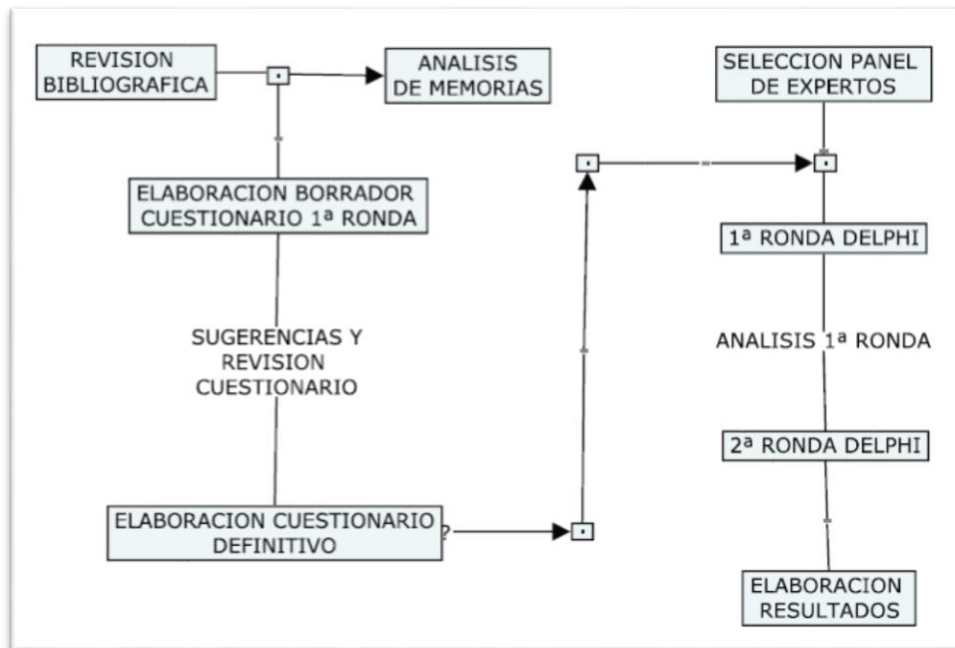 REVISION
BIBLIOGRAFICA
ANALISIS
DE MEMORIAS
ELABORACION BORRADOR
CUESTIONARIO 1ª RONDA
SUGERENCIAS Y
REVISION
CUESTIONARIO
ELABORACION CUESTIONARIO
DEFINITIVO
?
SELECCION PANEL
DE EXPERTOS
1ª RONDA DELPHI
ANALISIS 1ª RONDA
2ª RONDA DELPHI
ELABORACION
RESULTADOS